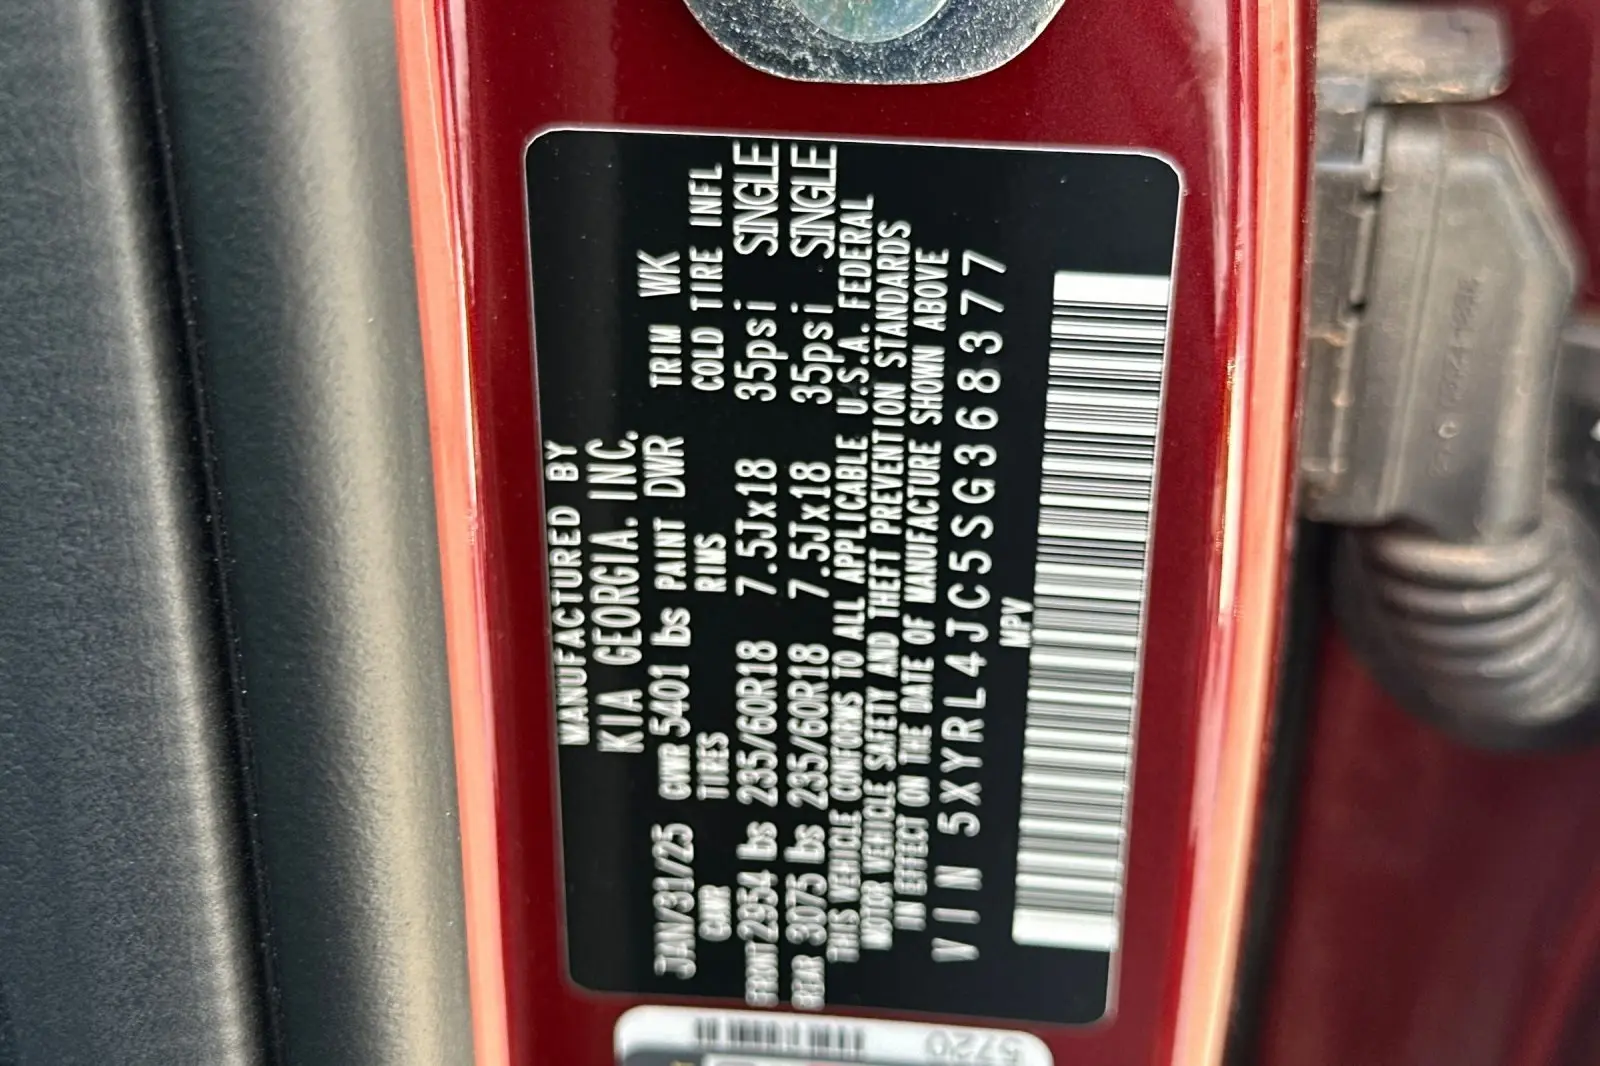 MANUFACTURED BY
KIA GEORGIA. INC.
JAN/31/25 GVWR 5401 lbs PAINT DWR TRIM WK
GAWR TIRES RIMS COLD TIRE INFL
FRONT 2954 lbs 235/60R18 7.5Jx18 35psi SINGLE
REAR 3075 lbs 235/60R18 7.5Jx18 35psi SINGLE
THIS VEHICLE CONFORMS TO ALL APPLICABLE U.S.A. FEDERAL
MOTOR VEHICLE SAFETY AND THEFT PREVENTION STANDARDS
IN EFFECT ON THE DATE OF MANUFACTURE SHOWN ABOVE
VIN 5XYRL4JC5SG368377
MPV
5720